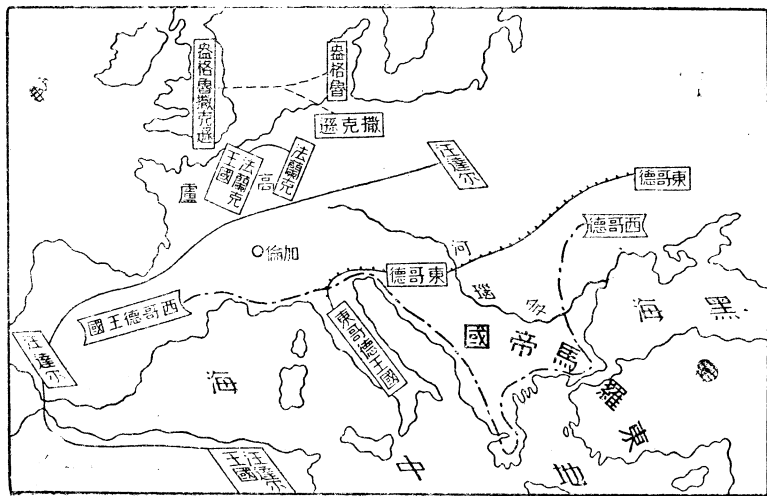 盎格魯撒克遜
盎格魯
撒克遜
法蘭克
法蘭克
王國
高盧
汪達尔
東哥德
西哥德
加倫
東哥德
多瑙河
西哥德王國
東哥德王國
黑海
東羅馬帝國
汪達尔
汪達尔
王國
地中海